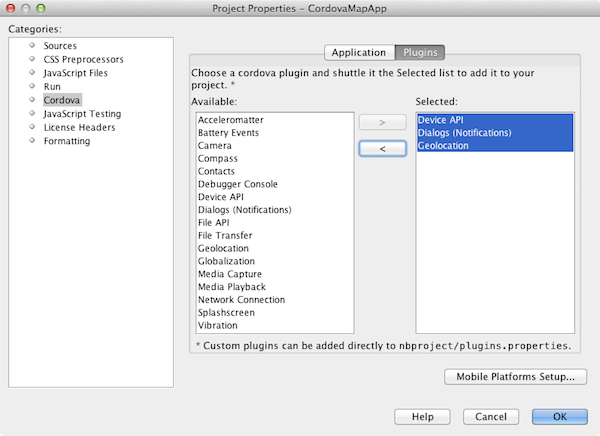 Project Properties - CordovaMapApp
Categories:
Sources
CSS Preprocessors
JavaScript Files
Run
Cordova
JavaScript Testing
License Headers
Formatting
Application
Plugins
Choose a cordova plugin and shuttle it the Selected list to add it to your
project. *
Available:
Acceleromatter
Battery Events
Camera
Compass
Contacts
Debugger Console
Device API
Dialogs (Notifications)
File API
File Transfer
Geolocation
Globalization
Media Capture
Media Playback
Network Connection
Splashscreen
Vibration
>
<
Selected:
Device API
Dialogs (Notifications)
Geolocation
* Custom plugins can be added directly to nbproject/plugins.properties.
Mobile Platforms Setup...
Help
Cancel
OK